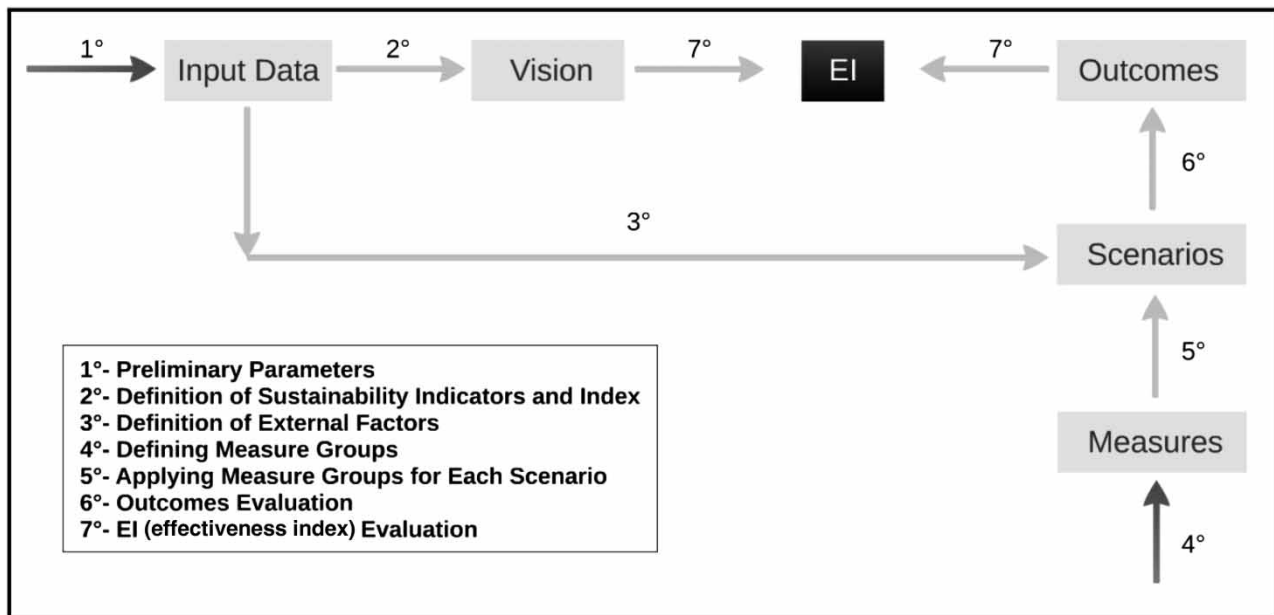 1°
Input Data
2°
Vision
7°
EI
7°
Outcomes
6°
3°
Scenarios
5°
Measures
4°
1°- Preliminary Parameters
2°- Definition of Sustainability Indicators and Index
3°- Definition of External Factors
4°- Defining Measure Groups
5°- Applying Measure Groups for Each Scenario
6°- Outcomes Evaluation
7°- EI (effectiveness index) Evaluation